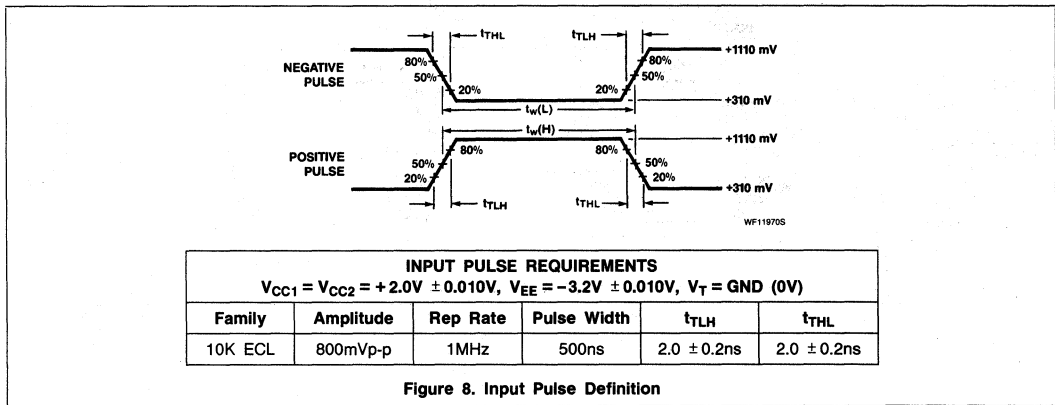 tTHL tTLH
+1110 mV
80% 80%
NEGATIVE PULSE
50% 50%
20% 20%
+310 mV
tw(L)
tw(H)
+1110 mV
80% 80%
POSITIVE PULSE
50% 50%
20% 20%
+310 mV
tTLH tTHL
WF11970S
INPUT PULSE REQUIREMENTS
VCC1 = VCC2 = +2.0V ±0.010V, VEE = −3.2V ±0.010V, VT = GND (0V)
Family Amplitude Rep Rate Pulse Width tTLH tTHL
10K ECL 800mVp-p 1MHz 500ns 2.0 ±0.2ns 2.0 ±0.2ns
Figure 8. Input Pulse Definition